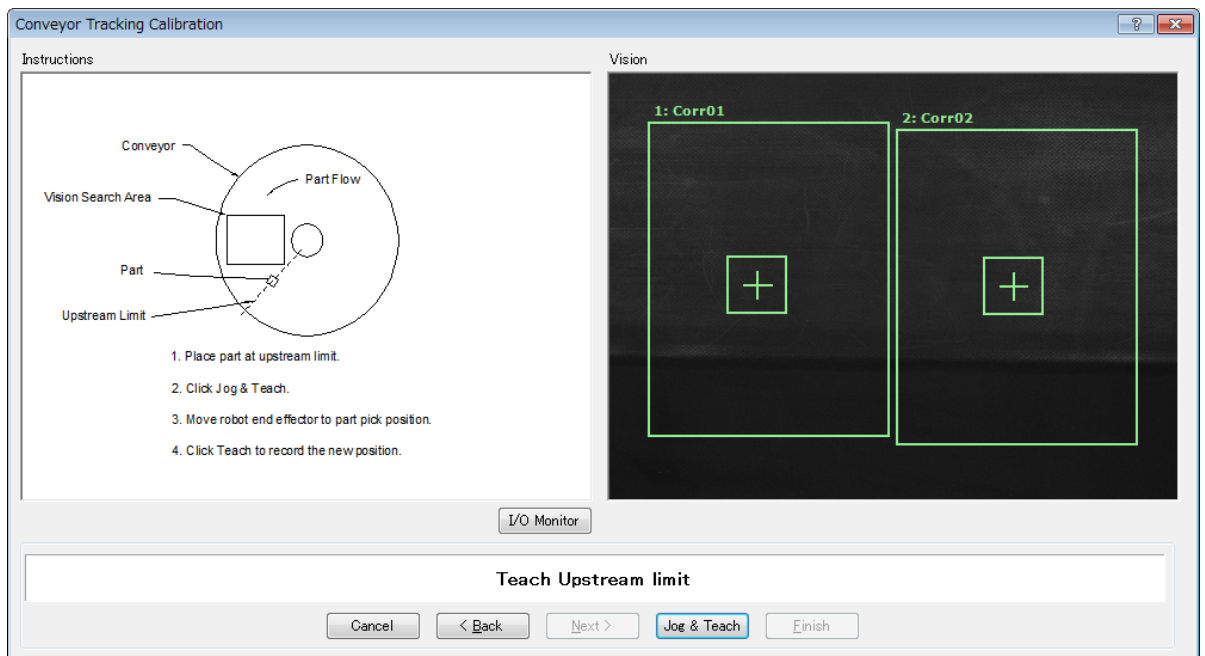 Conveyor Tracking Calibration
Instructions
Vision
Conveyor
Part Flow
Vision Search Area
Part
Upstream Limit
1. Place part at upstream limit.
2. Click Jog & Teach.
3. Move robot end effector to part pick position.
4. Click Teach to record the new position.
1: Corr01
2: Corr02
I/O Monitor
Teach Upstream limit
Cancel
< Back
Next >
Jog & Teach
Finish